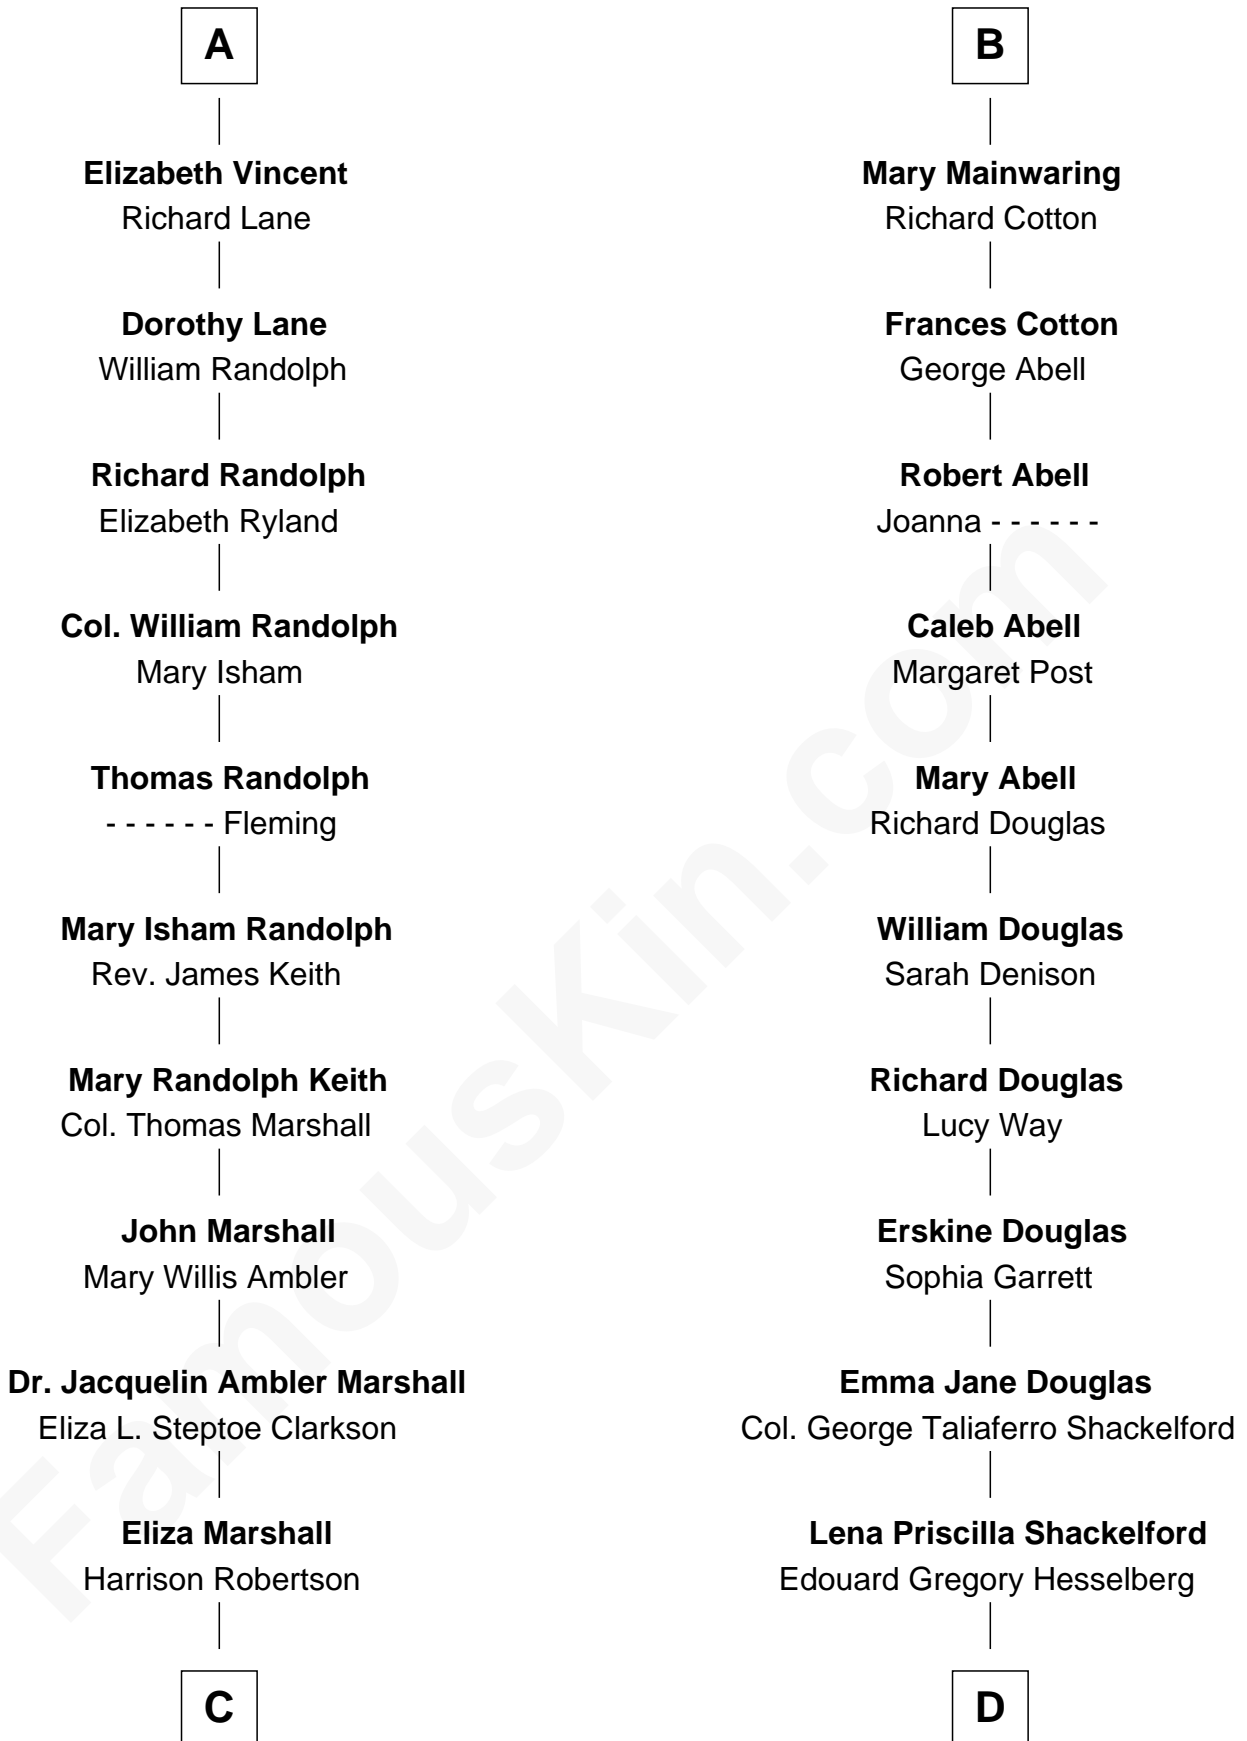 A
Elizabeth Vincent
Richard Lane
Dorothy Lane
William Randolph
Richard Randolph
Elizabeth Ryland
Col. William Randolph
Mary Isham
Thomas Randolph
- - - - - - Fleming
Mary Isham Randolph
Rev. James Keith
Mary Randolph Keith
Col. Thomas Marshall
John Marshall
Mary Willis Ambler
Dr. Jacquelin Ambler Marshall
Eliza L. Steptoe Clarkson
Eliza Marshall
Harrison Robertson
C
B
Mary Mainwaring
Richard Cotton
Frances Cotton
George Abell
Robert Abell
Joanna - - - - - -
Caleb Abell
Margaret Post
Mary Abell
Richard Douglas
William Douglas
Sarah Denison
Richard Douglas
Lucy Way
Erskine Douglas
Sophia Garrett
Emma Jane Douglas
Col. George Taliaferro Shackelford
Lena Priscilla Shackelford
Edouard Gregory Hesselberg
D
FamousKin.com